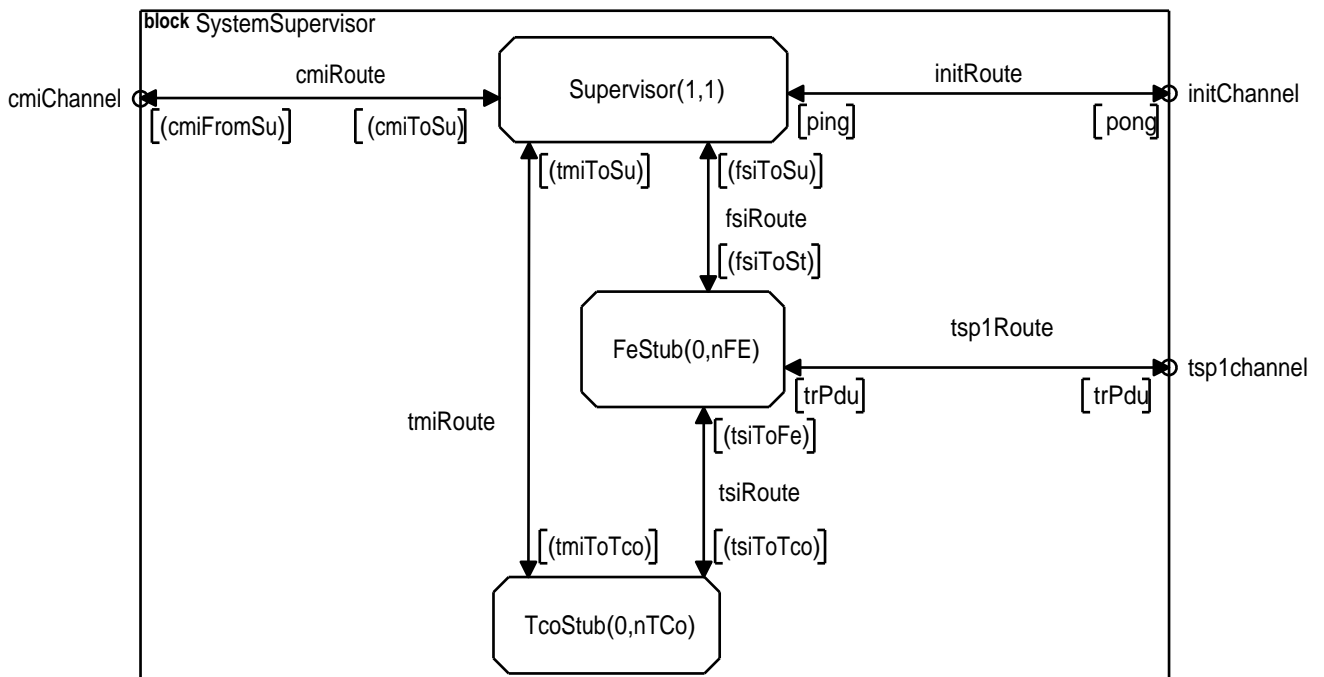 block SystemSupervisor
cmiRoute
Supervisor(1,1)
initRoute
cmiChannel
initChannel
[(cmiFromSu)]
[(cmiToSu)]
[ping]
[pong]
[(tmiToSu)]
[(fsiToSu)]
fsiRoute
[(fsiToSt)]
tsp1Route
FeStub(0,nFE)
tsp1channel
[trPdu]
[trPdu]
tmiRoute
[(tsiToFe)]
tsiRoute
[(tmiToTco)]
[(tsiToTco)]
TcoStub(0,nTCo)